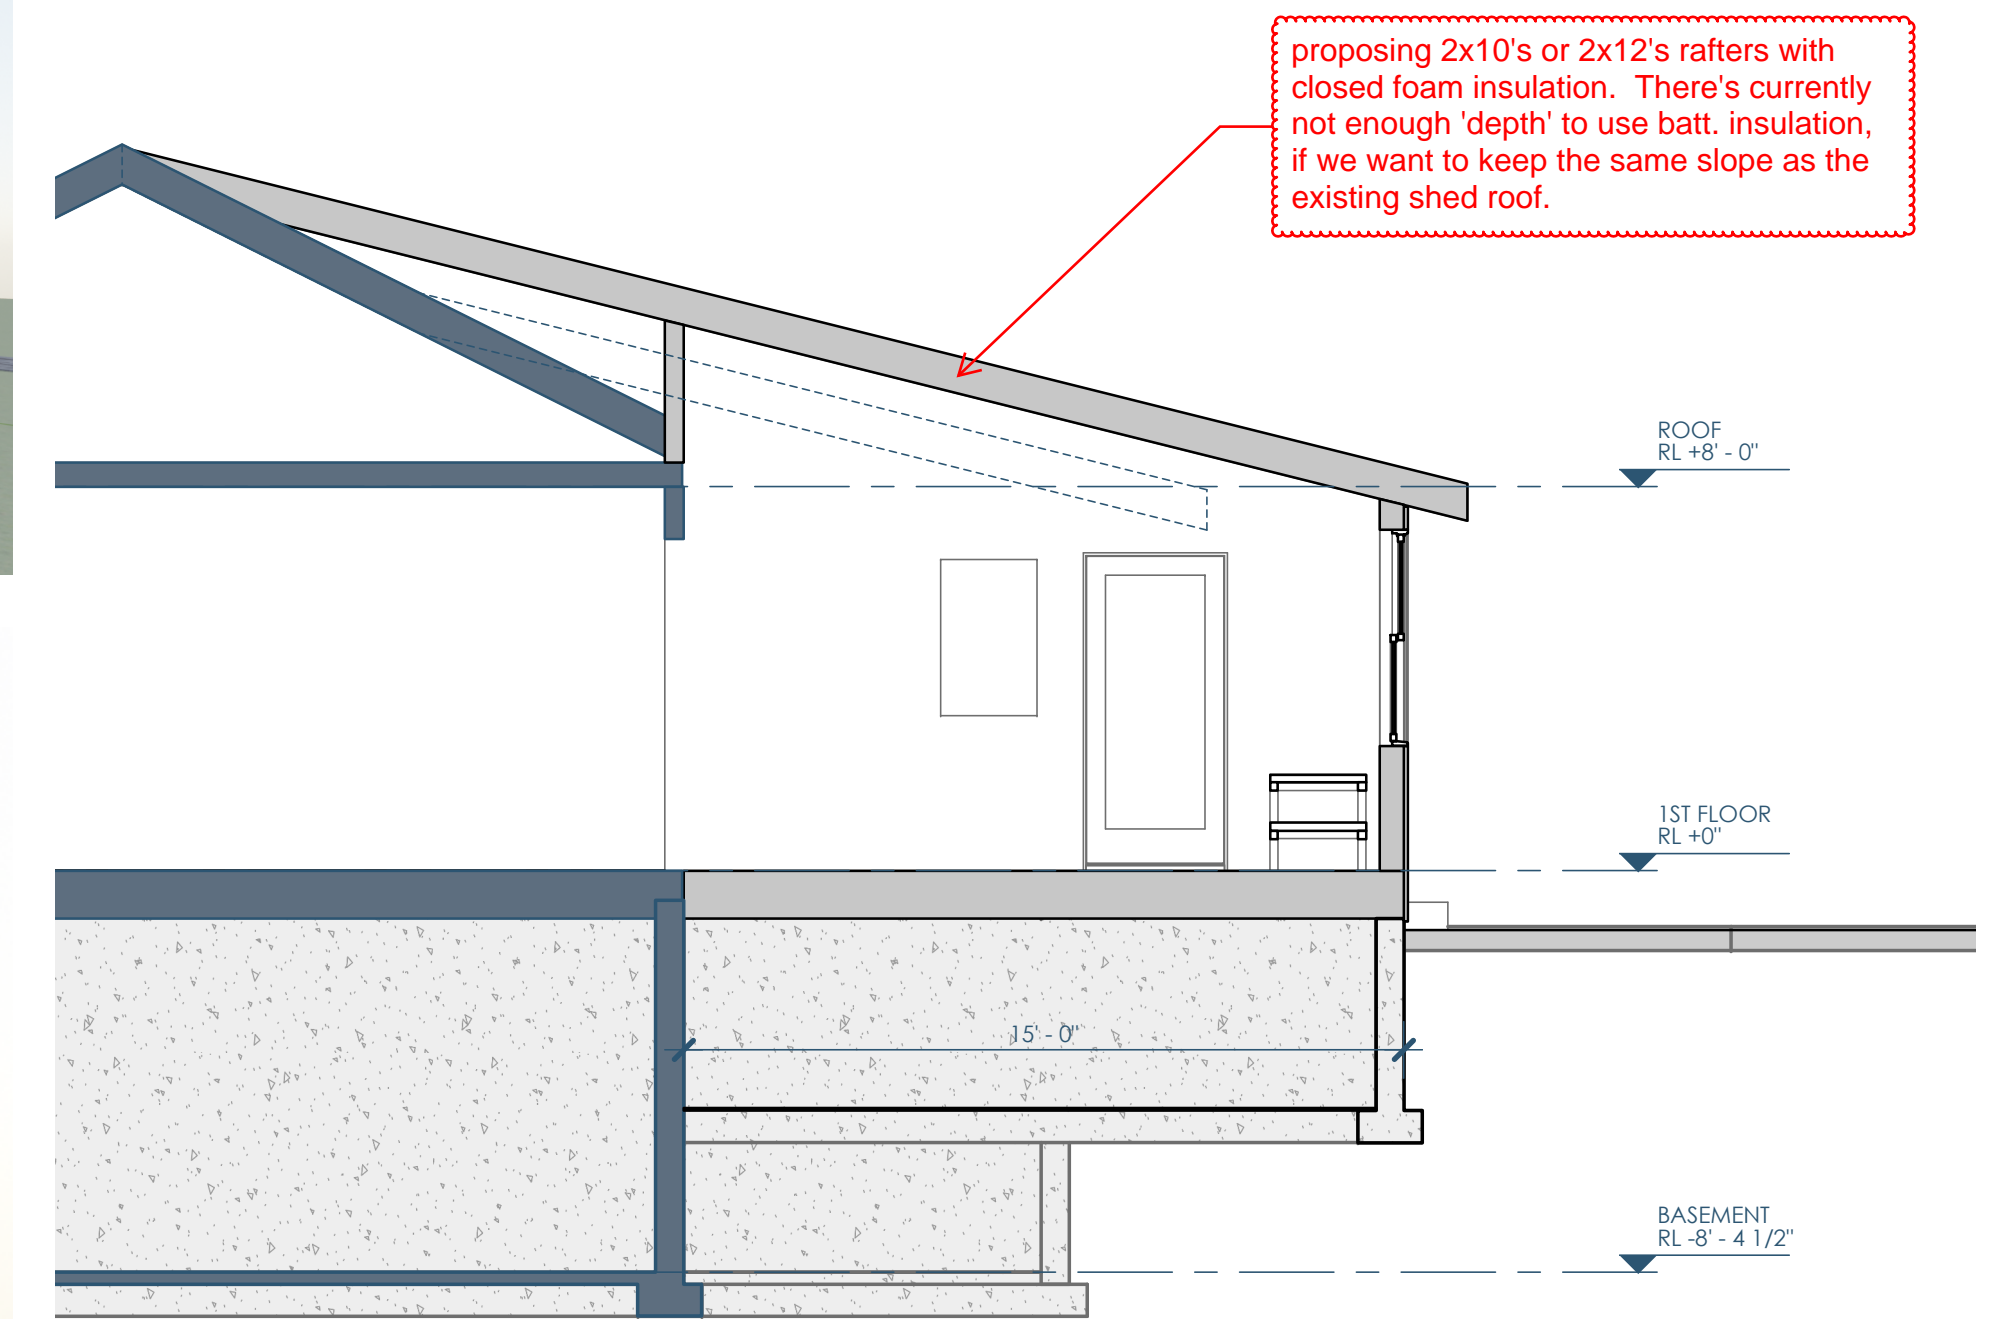 proposing 2x10's or 2x12's rafters with
closed foam insulation.  There's currently
not enough 'depth' to use batt. insulation,
if we want to keep the same slope as the
existing shed roof.
ROOF
RL +8' - 0"
1ST FLOOR
RL +0"
15' - 0"
BASEMENT
RL -8' - 4 1/2"